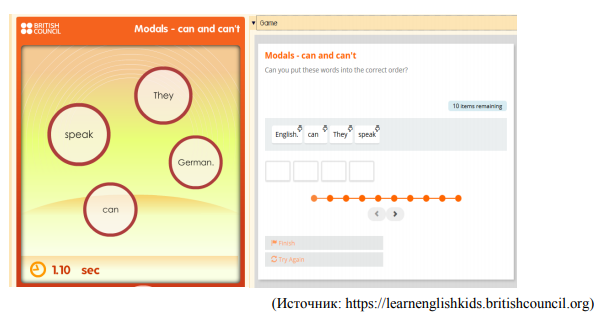 BRITISH
COUNCIL
Modals - can and can't
They
speak
German.
can
1.10 sec
Game
Modals - can and can't
Can you put these words into the correct order?
10 items remaining
English. can They speak
Finish
Try Again
(Источник: https://learnenglishkids.britishcouncil.org)